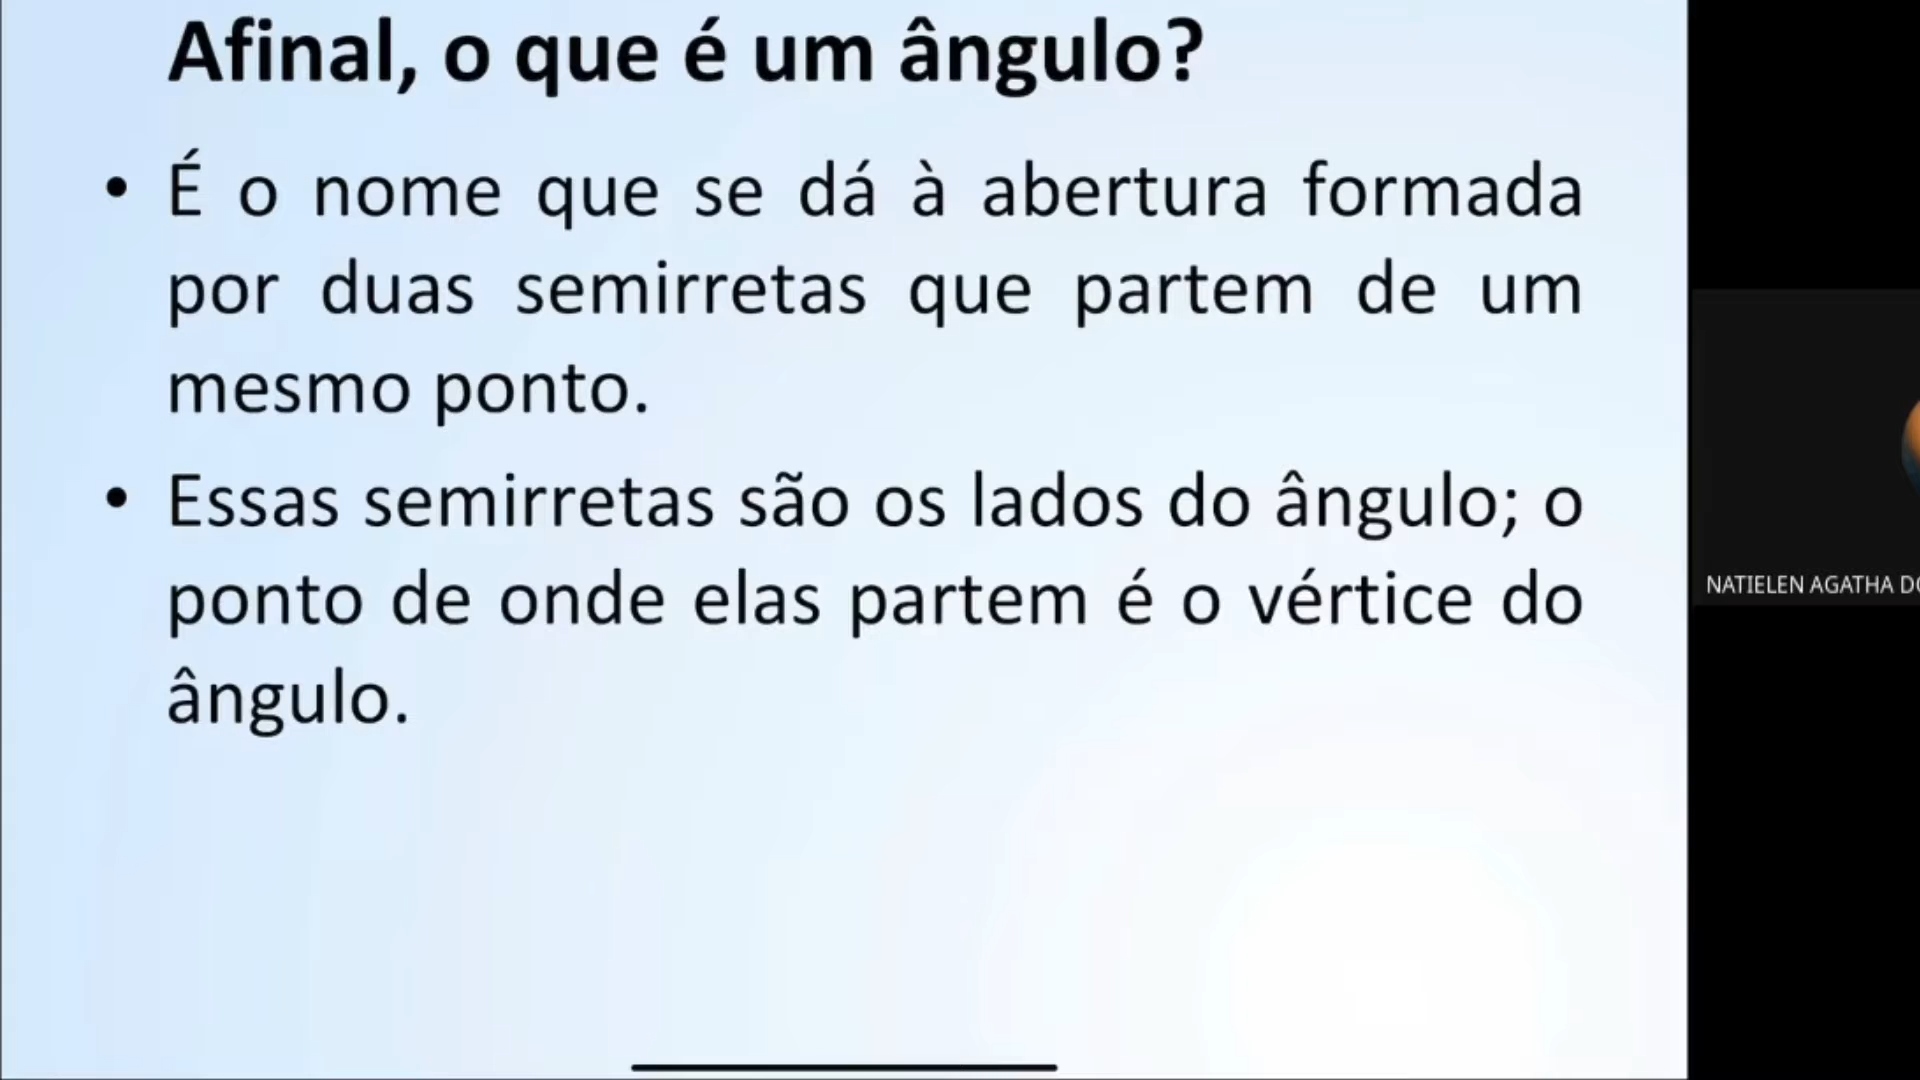 Afinal, o que é um ângulo?
• É o nome que se dá à abertura formada
por duas semirretas que partem de um
mesmo ponto.
• Essas semirretas são os lados do ângulo; o
ponto de onde elas partem é o vértice do
ângulo.
NATIELEN AGATHA DO